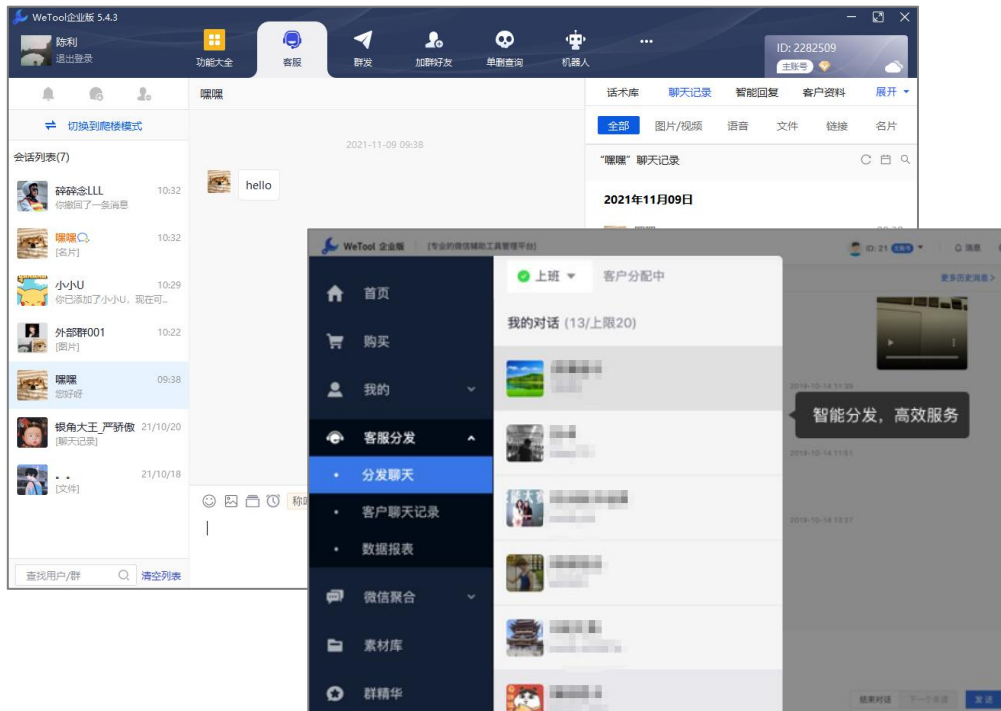 WeTool企业版 5.4.3
陈利
退出登录
功能大全
客服
群发
加群好友
单删查询
机器人
ID: 2282509
主账号
切换到爬楼模式
会话列表(7)
碎碎念LLL 10:32
你撤回了一条消息
嘿嘿 10:32
[名片]
小小U 10:29
你已添加了小小U，现在可...
外部群001 10:22
[图片]
嘿嘿 09:38
您好呀
银角大王_严骄傲 21/10/20
[聊天记录]
. . 21/10/18
[文件]
查找用户/群 清空列表
嘿嘿
2021-11-09 09:38
hello
话术库 聊天记录 智能回复 客户资料 展开
全部 图片/视频 语音 文件 链接 名片
“嘿嘿” 聊天记录
2021年11月09日
WeTool 企业版 [专业的微信辅助工具管理平台]
ID: 21 消息
首页
购买
我的
客服分发
分发聊天
客户聊天记录
数据报表
微信聚合
素材库
群精华
上班 客户分配中
我的对话 (13/上限20)
更多历史消息>
2019-10-14 11:39
智能分发，高效服务
2019-10-14 11:51
结束对话 发送